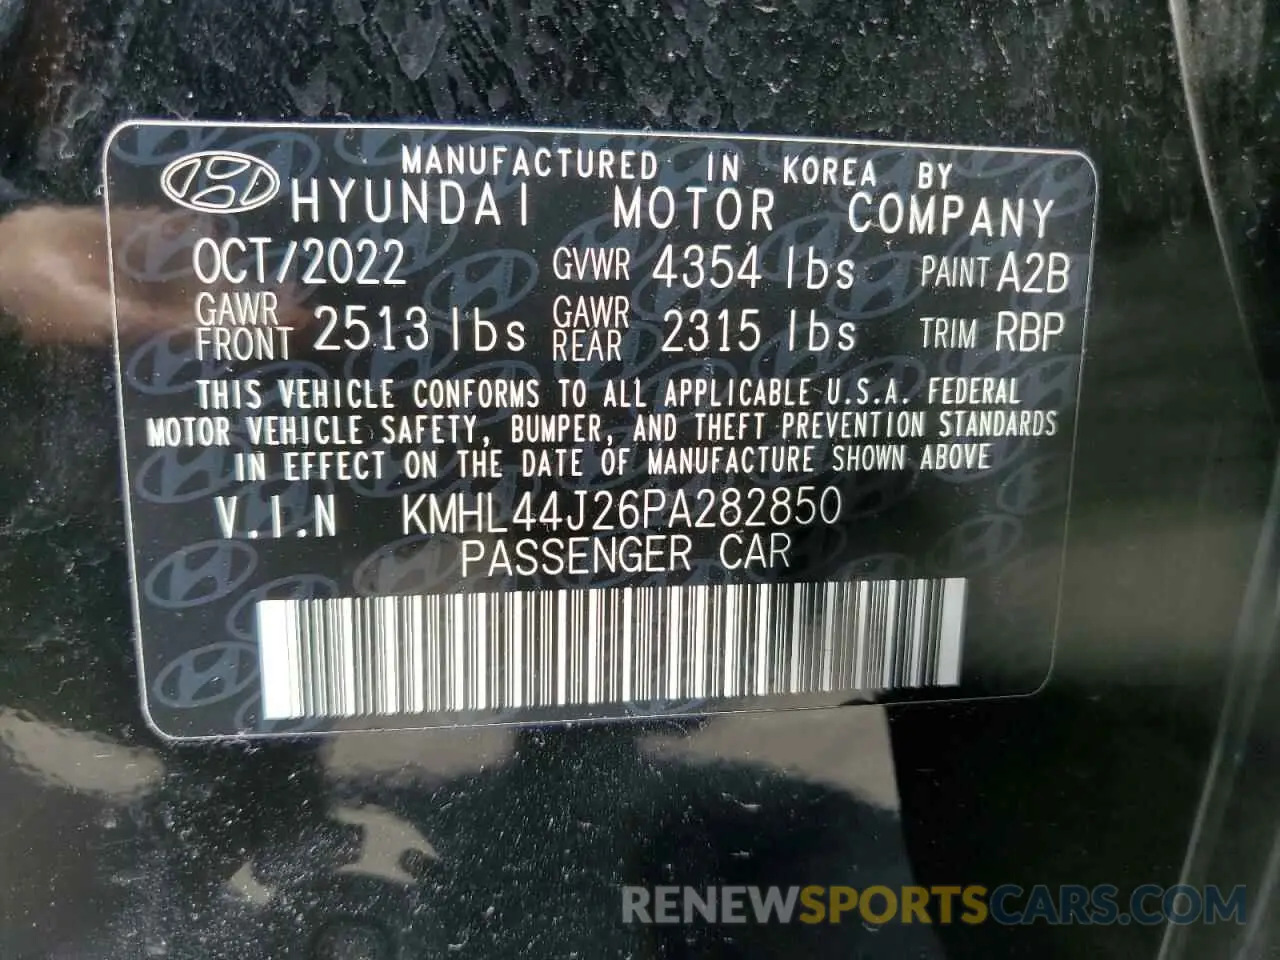 MANUFACTURED IN KOREA BY
HYUNDAI MOTOR COMPANY
OCT/2022 GVWR 4354 lbs PAINT A2B
GAWR FRONT 2513 lbs GAWR REAR 2315 lbs TRIM RBP
THIS VEHICLE CONFORMS TO ALL APPLICABLE U.S.A. FEDERAL
MOTOR VEHICLE SAFETY, BUMPER, AND THEFT PREVENTION STANDARDS
IN EFFECT ON THE DATE OF MANUFACTURE SHOWN ABOVE
V.I.N KMHL44J26PA282850
PASSENGER CAR
RENEWSPORTSCARS.COM